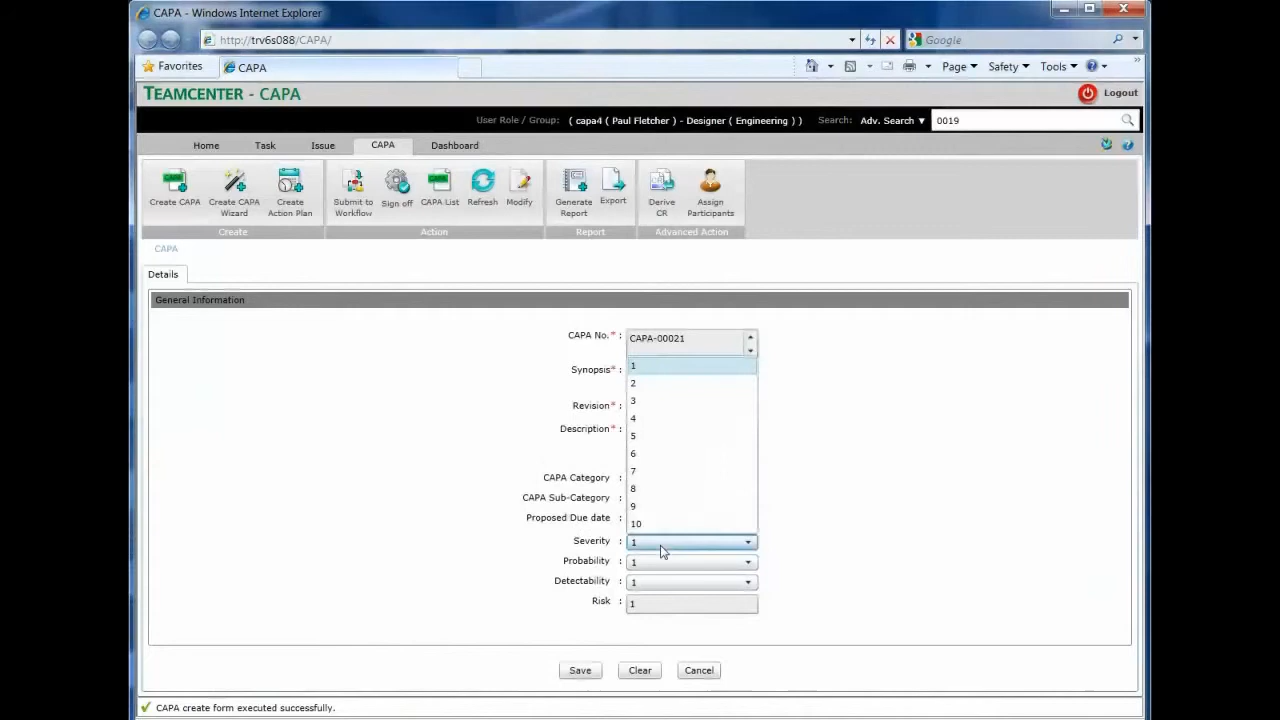 CAPA - Windows Internet Explorer
http://trv6s088/CAPA/
Google
Favorites
CAPA
Page
Safety
Tools
TEAMCENTER - CAPA
Logout
User Role / Group: ( capa4 ( Paul Fletcher ) - Designer ( Engineering ) )
Search: Adv. Search
0019
Home
Task
Issue
CAPA
Dashboard
Create CAPA
Create CAPA
Wizard
Create
Action Plan
Submit to
Workflow
Sign off
CAPA List
Refresh
Modify
Generate
Report
Export
Derive
CR
Assign
Participants
Create
Action
Report
Advanced Action
CAPA
Details
General Information
CAPA No.* : CAPA-00021
Synopsis* :
Revision* :
Description* :
CAPA Category :
CAPA Sub-Category :
Proposed Due date :
1
2
3
4
5
6
7
8
9
10
Severity : 1
Probability : 1
Detectability : 1
Risk : 1
Save
Clear
Cancel
CAPA create form executed successfully.